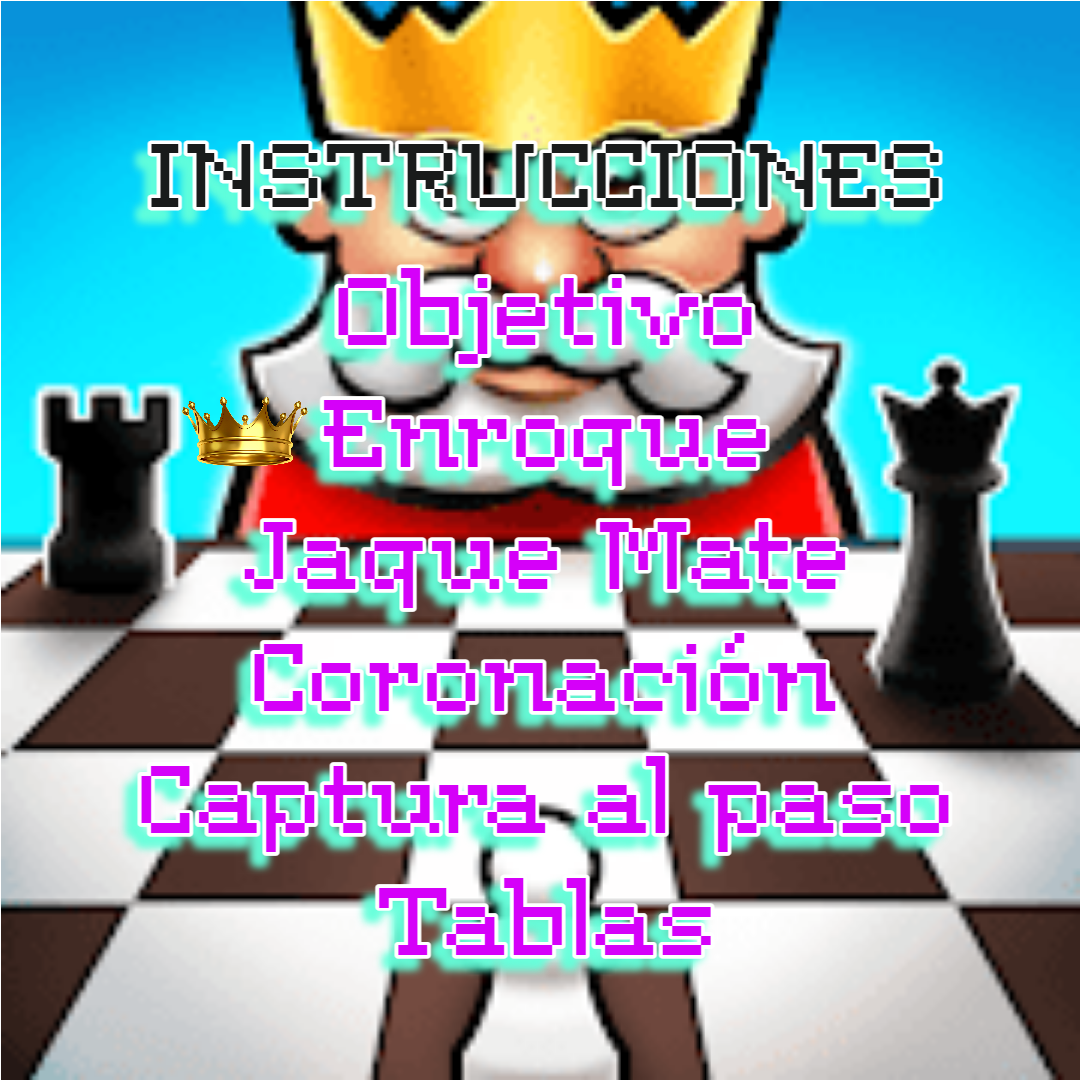 INSTRUCCIONES
Objetivo
Enroque
Jaque Mate
Coronación
Captura al paso
Tablas